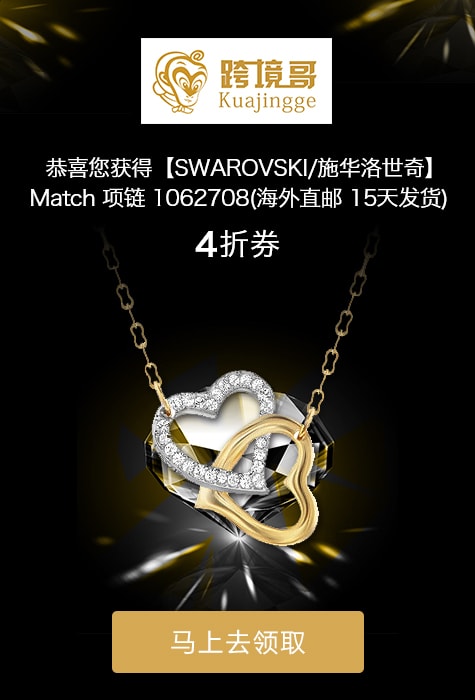 跨境哥
Kuajingge
恭喜您获得【SWAROVSKI/施华洛世奇】
Match 项链 1062708(海外直邮 15天发货)
4折券
马上去领取